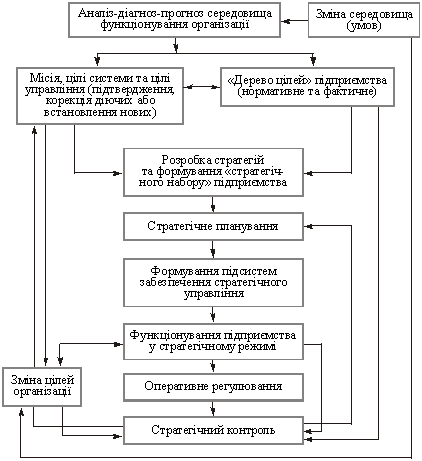 Аналіз-діагноз-прогноз середовища
функціонування організації
Зміна середовища
(умов)
Місія, цілі системи та цілі
управління (підтвердження,
корекція діючих або
встановлення нових)
«Дерево цілей» підприємства
(нормативне та фактичне)
Розробка стратегій
та формування «стратегіч-
ного набору» підприємства
Стратегічне планування
Формування підсистем
забезпечення стратегічного
управління
Функціонування підприємства
у стратегічному режимі
Зміна цілей
організації
Оперативне регулювання
Стратегічний контроль